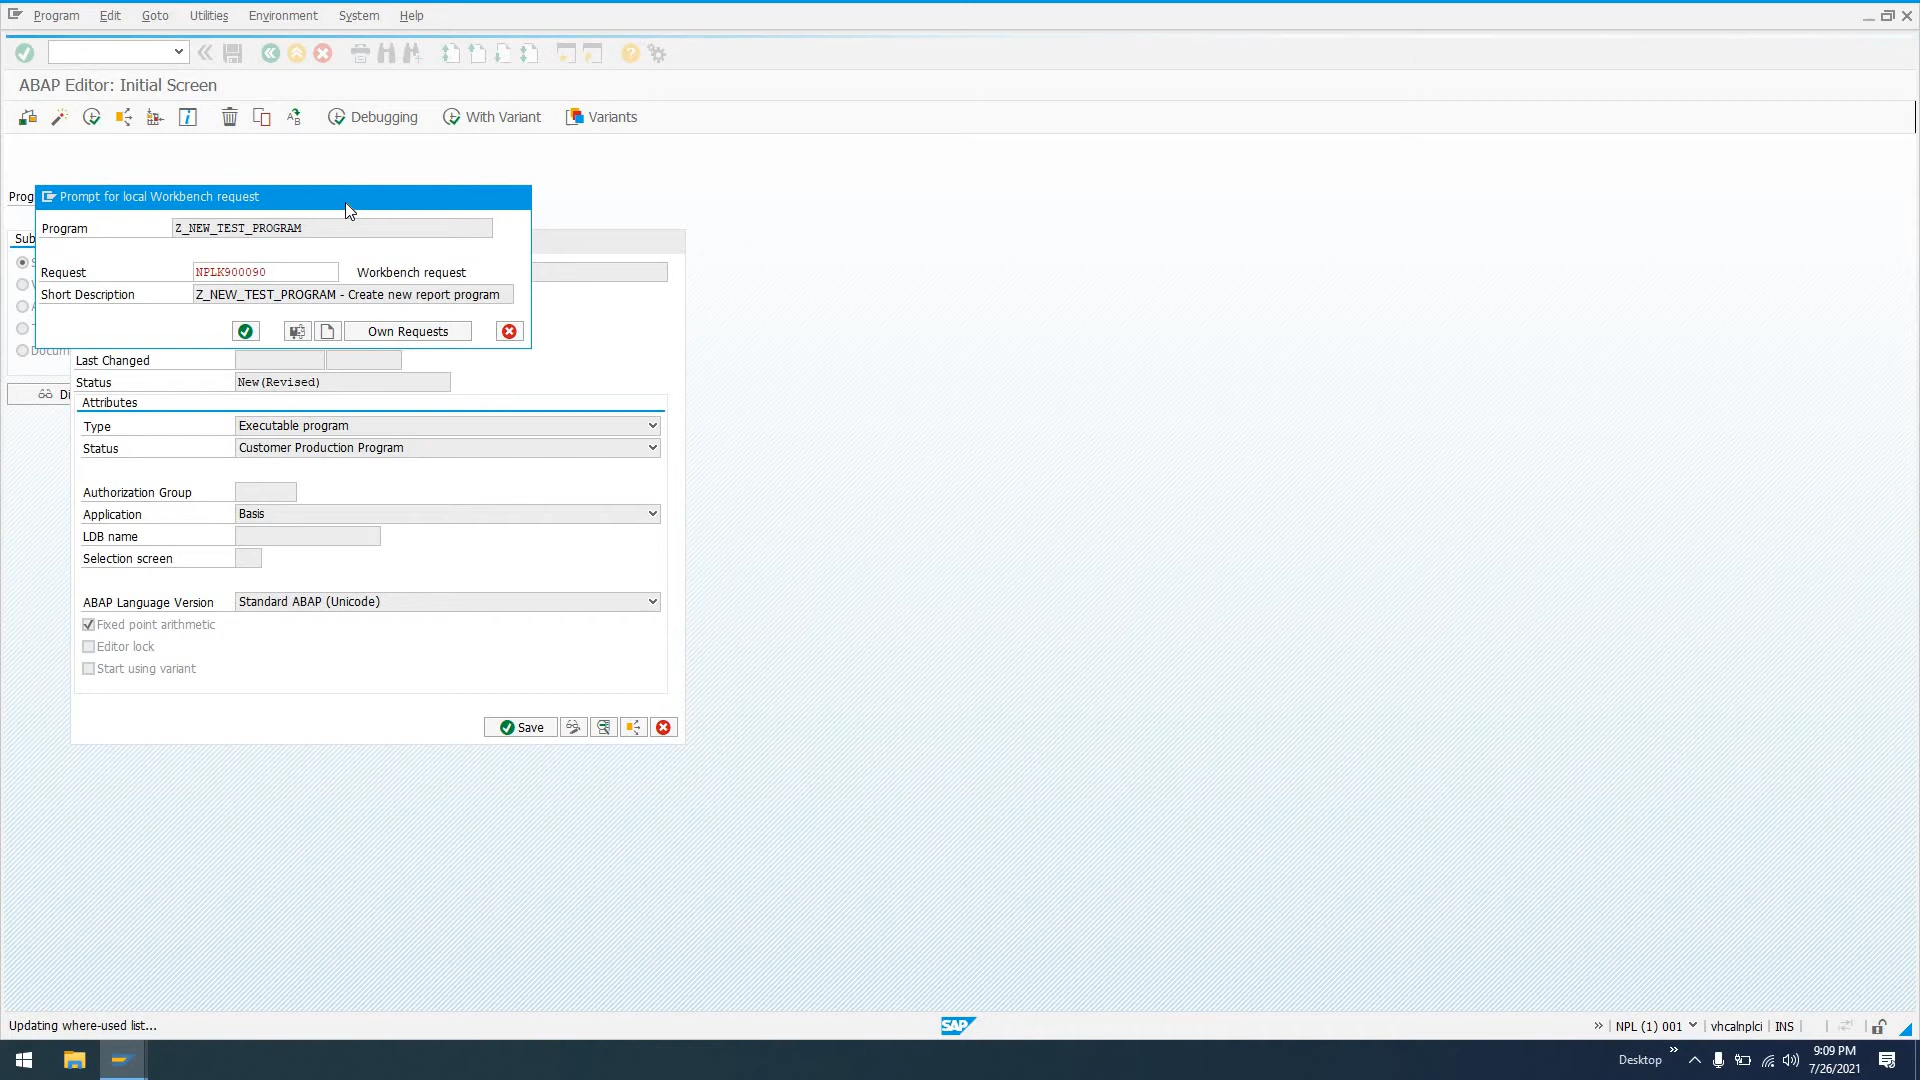 Program Edit Goto Utilities Environment System Help
ABAP Editor: Initial Screen
Debugging With Variant Variants
Prog
Prompt for local Workbench request
Program Z_NEW_TEST_PROGRAM
Sub
Request NPLK900090 Workbench request
Short Description Z_NEW_TEST_PROGRAM - Create new report program
Own Requests
Docum
Last Changed
Status New(Revised)
Di
Attributes
Type Executable program
Status Customer Production Program
Authorization Group
Application Basis
LDB name
Selection screen
ABAP Language Version Standard ABAP (Unicode)
Fixed point arithmetic
Editor lock
Start using variant
Save
Updating where-used list...
SAP
NPL (1) 001 vhcalnplci INS
Desktop
9:09 PM
7/26/2021